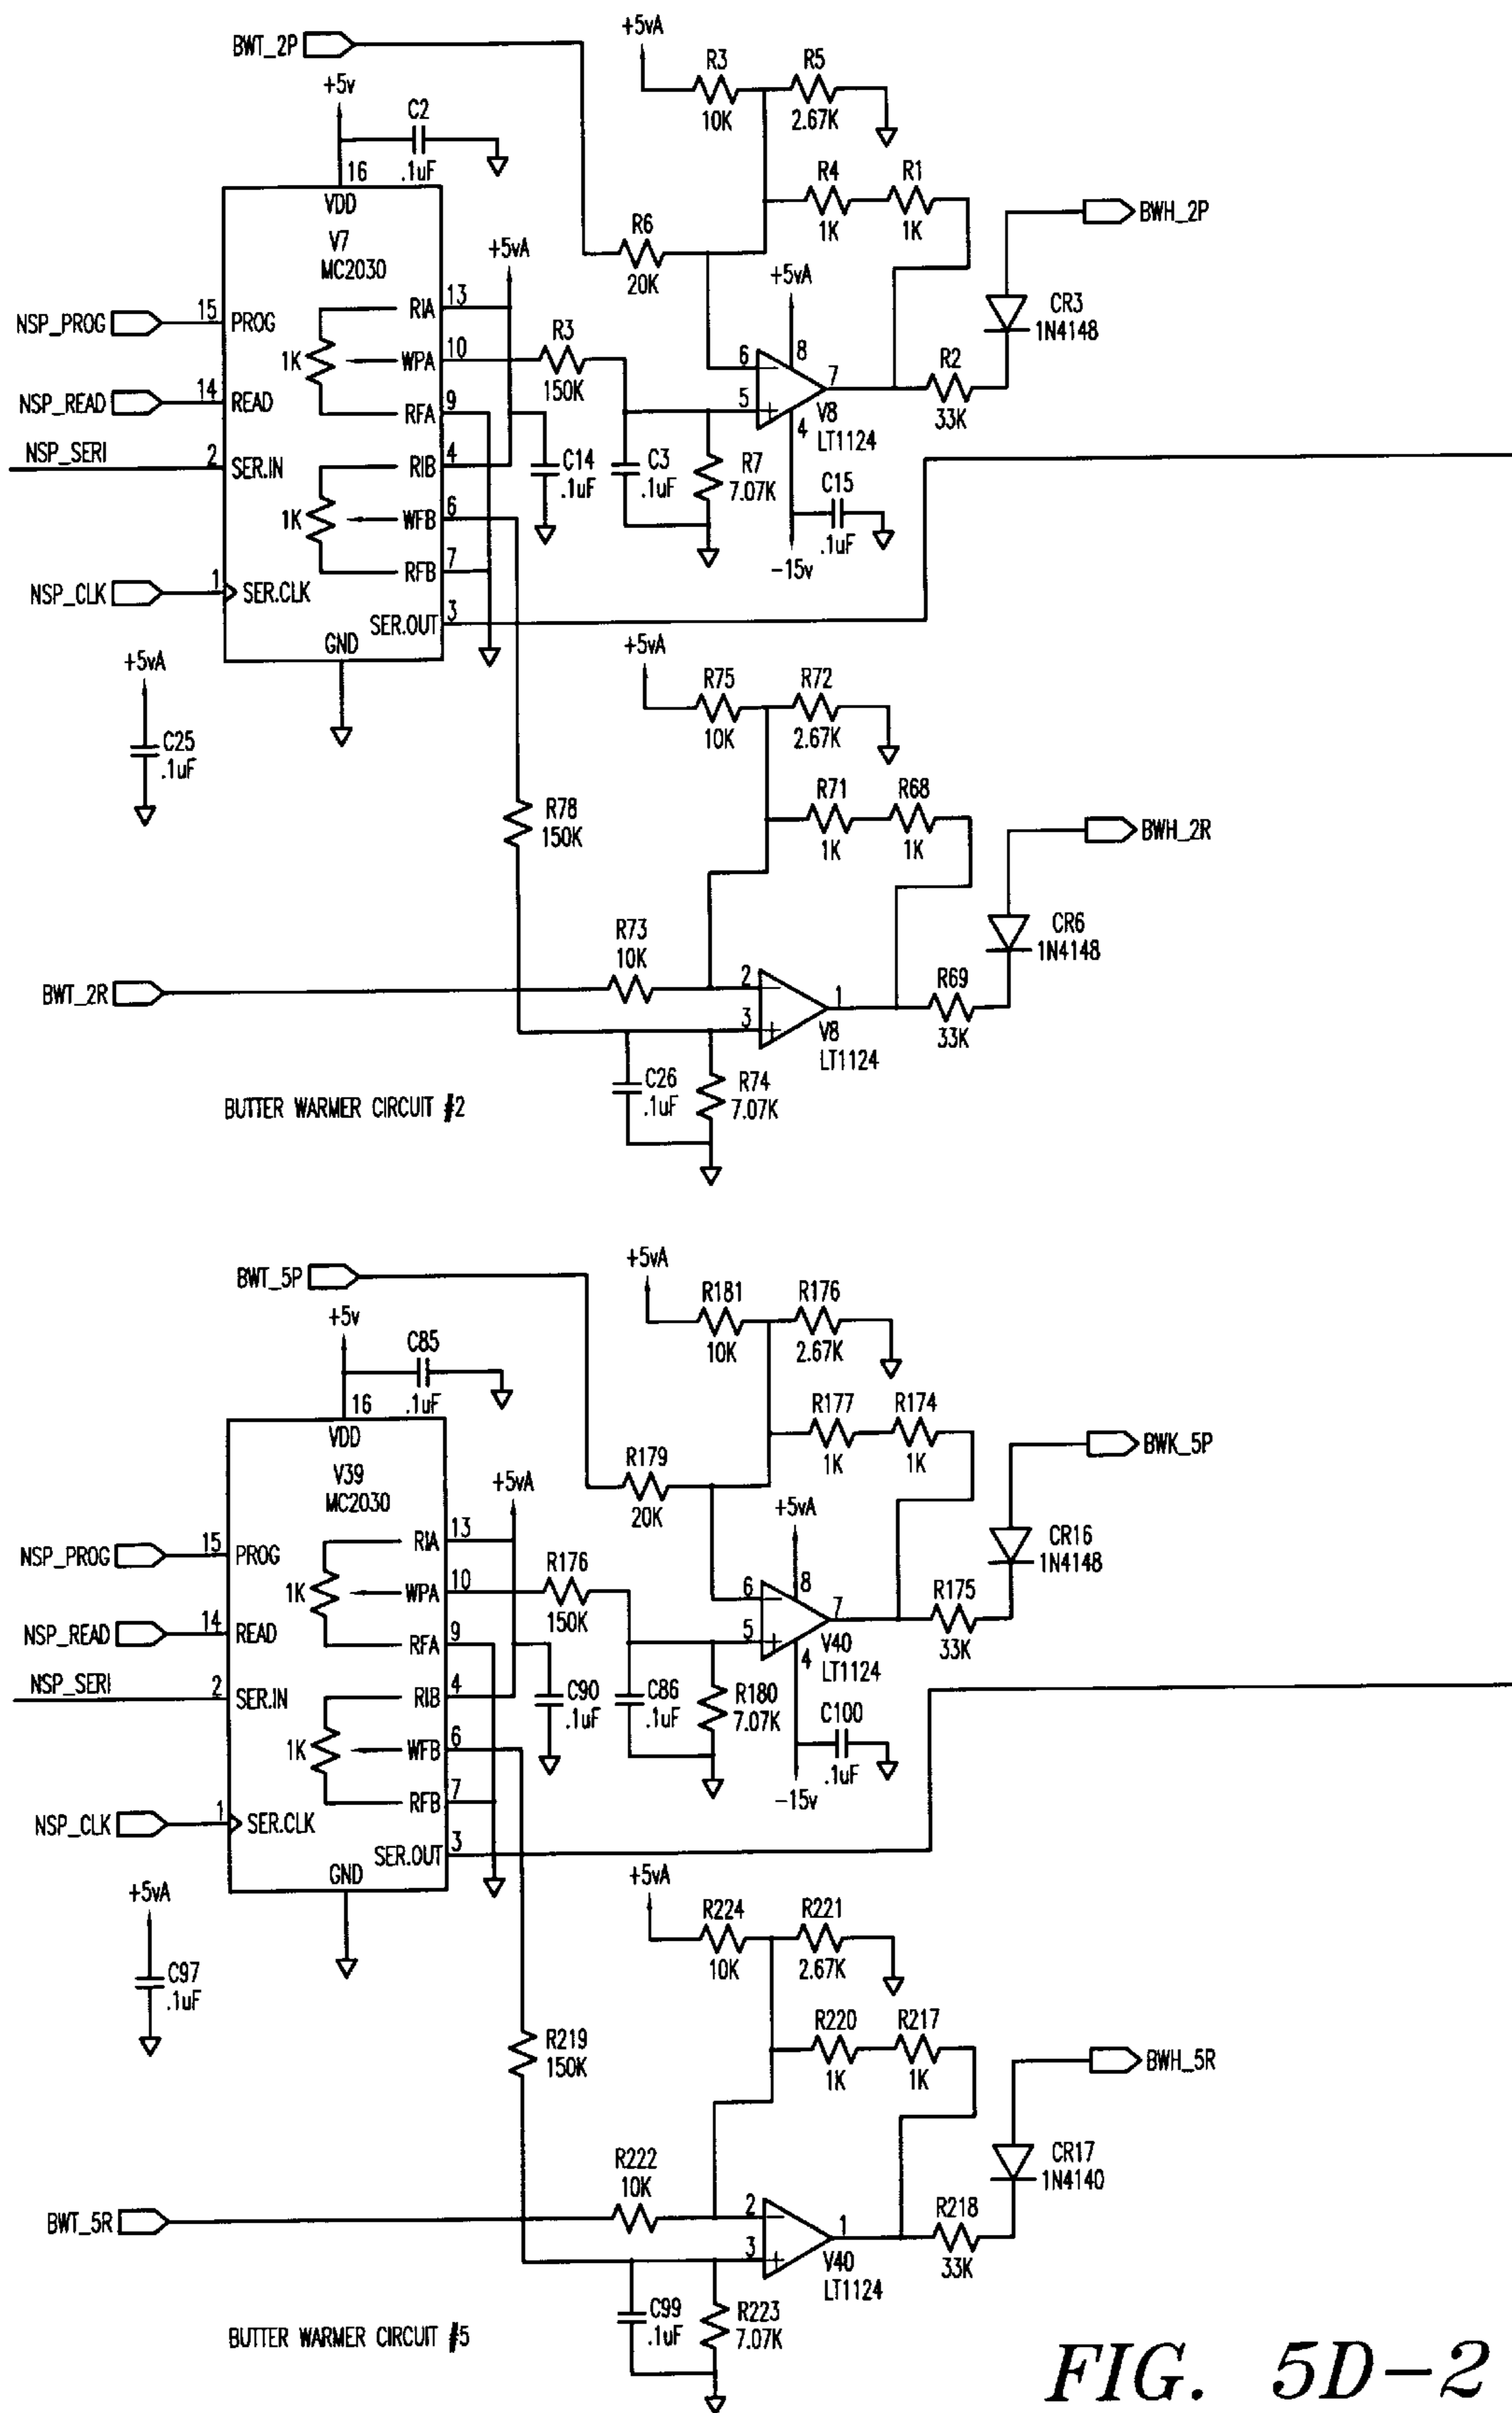 BWT_2P
+5vA
R3
10K
R5
2.67K
+5v
C2
.1uF
16
VDD
V7
MC2030
R4
1K
R1
1K
BWH_2P
R6
20K
+5vA
+5vA
CR3
1N4148
NSP_PROG
15
PROG
RIA
13
1K
WPA
10
R3
150K
NSP_READ
14
READ
RFA
9
6
8
7
5
V8
LT1124
4
R2
33K
NSP_SERI
2
SER.IN
RIB
4
C14
.1uF
C3
.1uF
R7
7.07K
C15
.1uF
1K
WFB
6
-15v
RFB
7
NSP_CLK
1
SER.CLK
SER.OUT
3
GND
+5vA
C25
.1uF
+5vA
R75
10K
R72
2.67K
R78
150K
R71
1K
R68
1K
BWH_2R
CR6
1N4148
R73
10K
BWT_2R
2
3
1
V8
LT1124
R69
33K
C26
.1uF
R74
7.07K
BUTTER WARMER CIRCUIT #2
BWT_5P
+5vA
R181
10K
R176
2.67K
+5v
C85
.1uF
16
VDD
V39
MC2030
R177
1K
R174
1K
BWK_5P
R179
20K
+5vA
+5vA
CR16
1N4148
NSP_PROG
15
PROG
RIA
13
1K
WPA
10
R176
150K
NSP_READ
14
READ
RFA
9
6
8
7
5
V40
LT1124
4
R175
33K
NSP_SERI
2
SER.IN
RIB
4
C90
.1uF
C86
.1uF
R180
7.07K
C100
.1uF
1K
WFB
6
-15v
RFB
7
NSP_CLK
1
SER.CLK
SER.OUT
3
GND
+5vA
C97
.1uF
+5vA
R224
10K
R221
2.67K
R219
150K
R220
1K
R217
1K
BWH_5R
CR17
1N4140
R222
10K
BWT_5R
2
3
1
V40
LT1124
R218
33K
C99
.1uF
R223
7.07K
BUTTER WARMER CIRCUIT #5
FIG. 5D-2